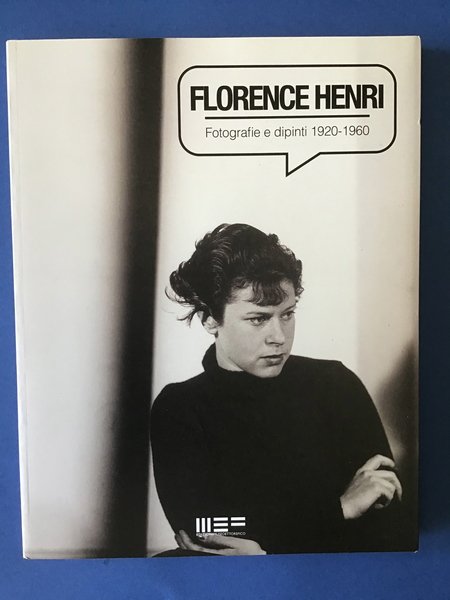 FLORENCE HENRI
Fotografie e dipinti 1920-1960